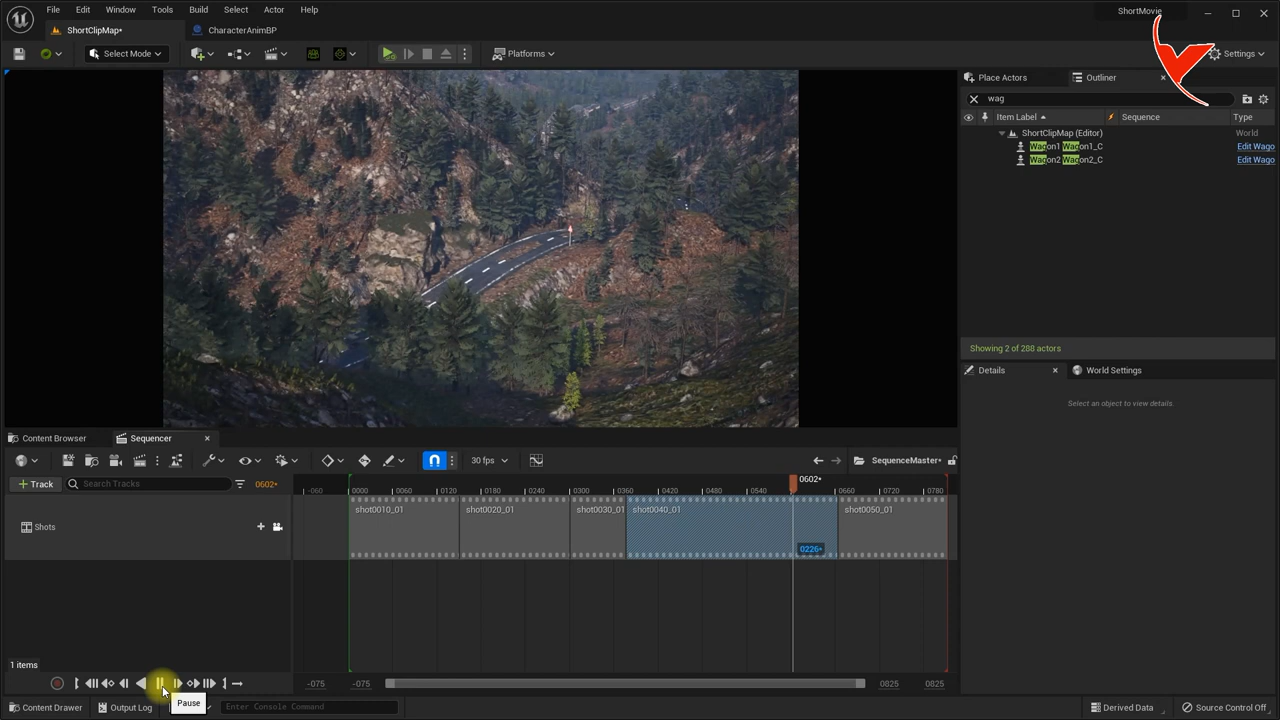 File Edit Window Tools Build Select Actor Help
ShortMovie
ShortClipMap*
CharacterAnimBP
Select Mode
Platforms
Settings
Place Actors
Outliner
wag
Item Label
Sequence
Type
ShortClipMap (Editor)
World
Wagon1 Wagon1_C
Edit Wago
Wagon2 Wagon2_C
Edit Wago
Showing 2 of 288 actors
Details
World Settings
Select an object to view details.
Content Browser
Sequencer
30 fps
SequenceMaster*
Track
Search Tracks
0602*
-060 0000 0060 0120 0180 0240 0300 0360 0420 0480 0540 0660 0720 0780
0602*
Shots
shot0010_01
shot0020_01
shot0030_01
shot0040_01
shot0050_01
0226*
1 items
-075
-075
0825
0825
Pause
Content Drawer
Output Log
Enter Console Command
Derived Data
Source Control Off